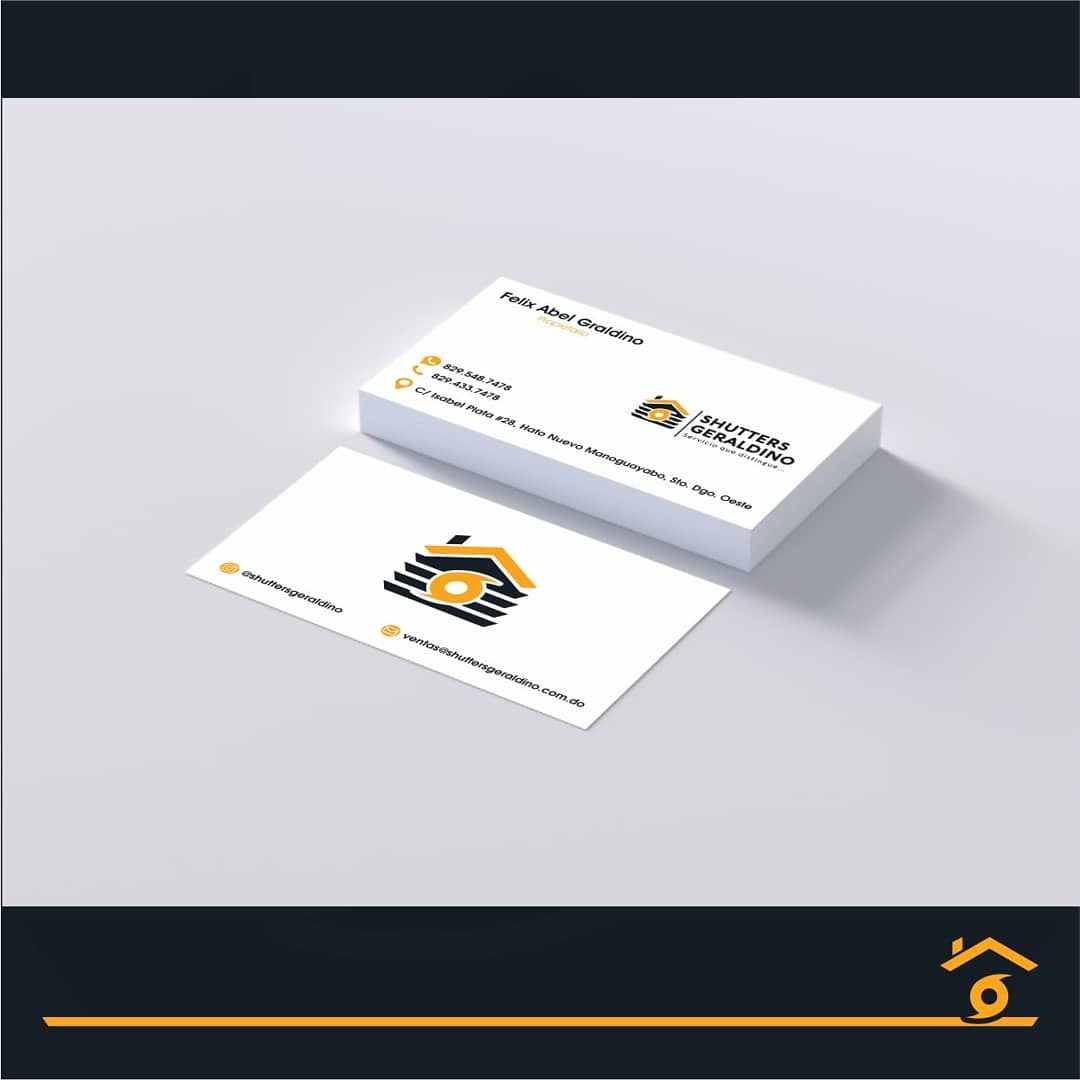 Felix Abel Graldino
Propietario
829.548.7478
829.433.7478
C/ Isabel Plata #28, Hato Nuevo Manoguayabo, Sto. Dgo. Oeste
SHUTTERS
GERALDINO
Servicio que distingue...
@shuttersgeraldino
ventas@shuttersgeraldino.com.do